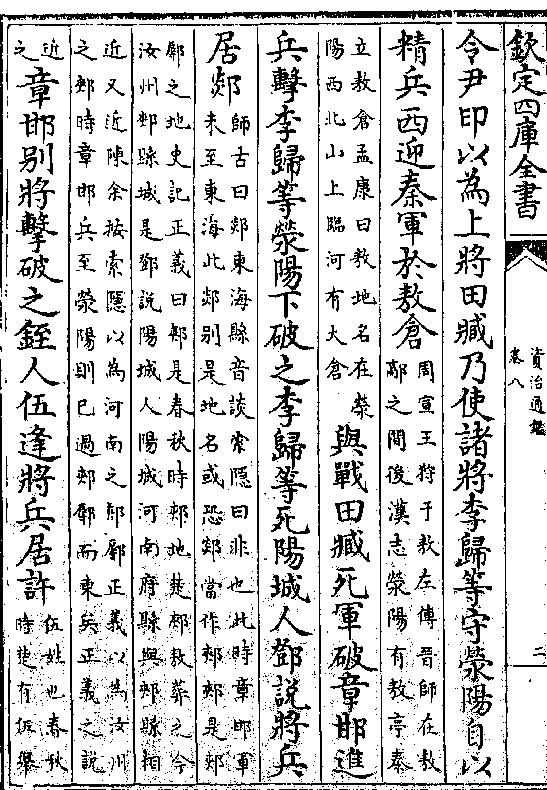 欽定四庫全書
資治通鑑
卷八
二
令尹印以為上將田臧乃使諸將李歸等守滎陽自以
精兵西迎秦軍於敖倉
周宣王狩于敖左傳晉師在敖
鄗之間後漢志滎陽有敖亭秦
立敖倉孟康曰敖地名在滎
陽西北山上臨河有大倉
與戰田臧死軍破章邯進
兵擊李歸等滎陽下破之李歸等死陽城人鄧說將兵
居郯
師古曰郯東海縣音談索隱曰非也此時章邯軍
未至東海此郯别是地名或恐郯當作郟郟是郟
鄏之地史記正義曰郟是春秋時郟地楚郟敖葬之今
汝州郟縣城是鄧說陽城人陽城河南府縣與郟縣相
近又近陳余按索隱以為河南之郟鄏正義以為汝州
之郟時章邯兵至滎陽則已過郟鄏而東矣正義之說
近
之
章邯别將擊破之銍人伍逢將兵居許
伍姓也春秋
時楚有伍舉